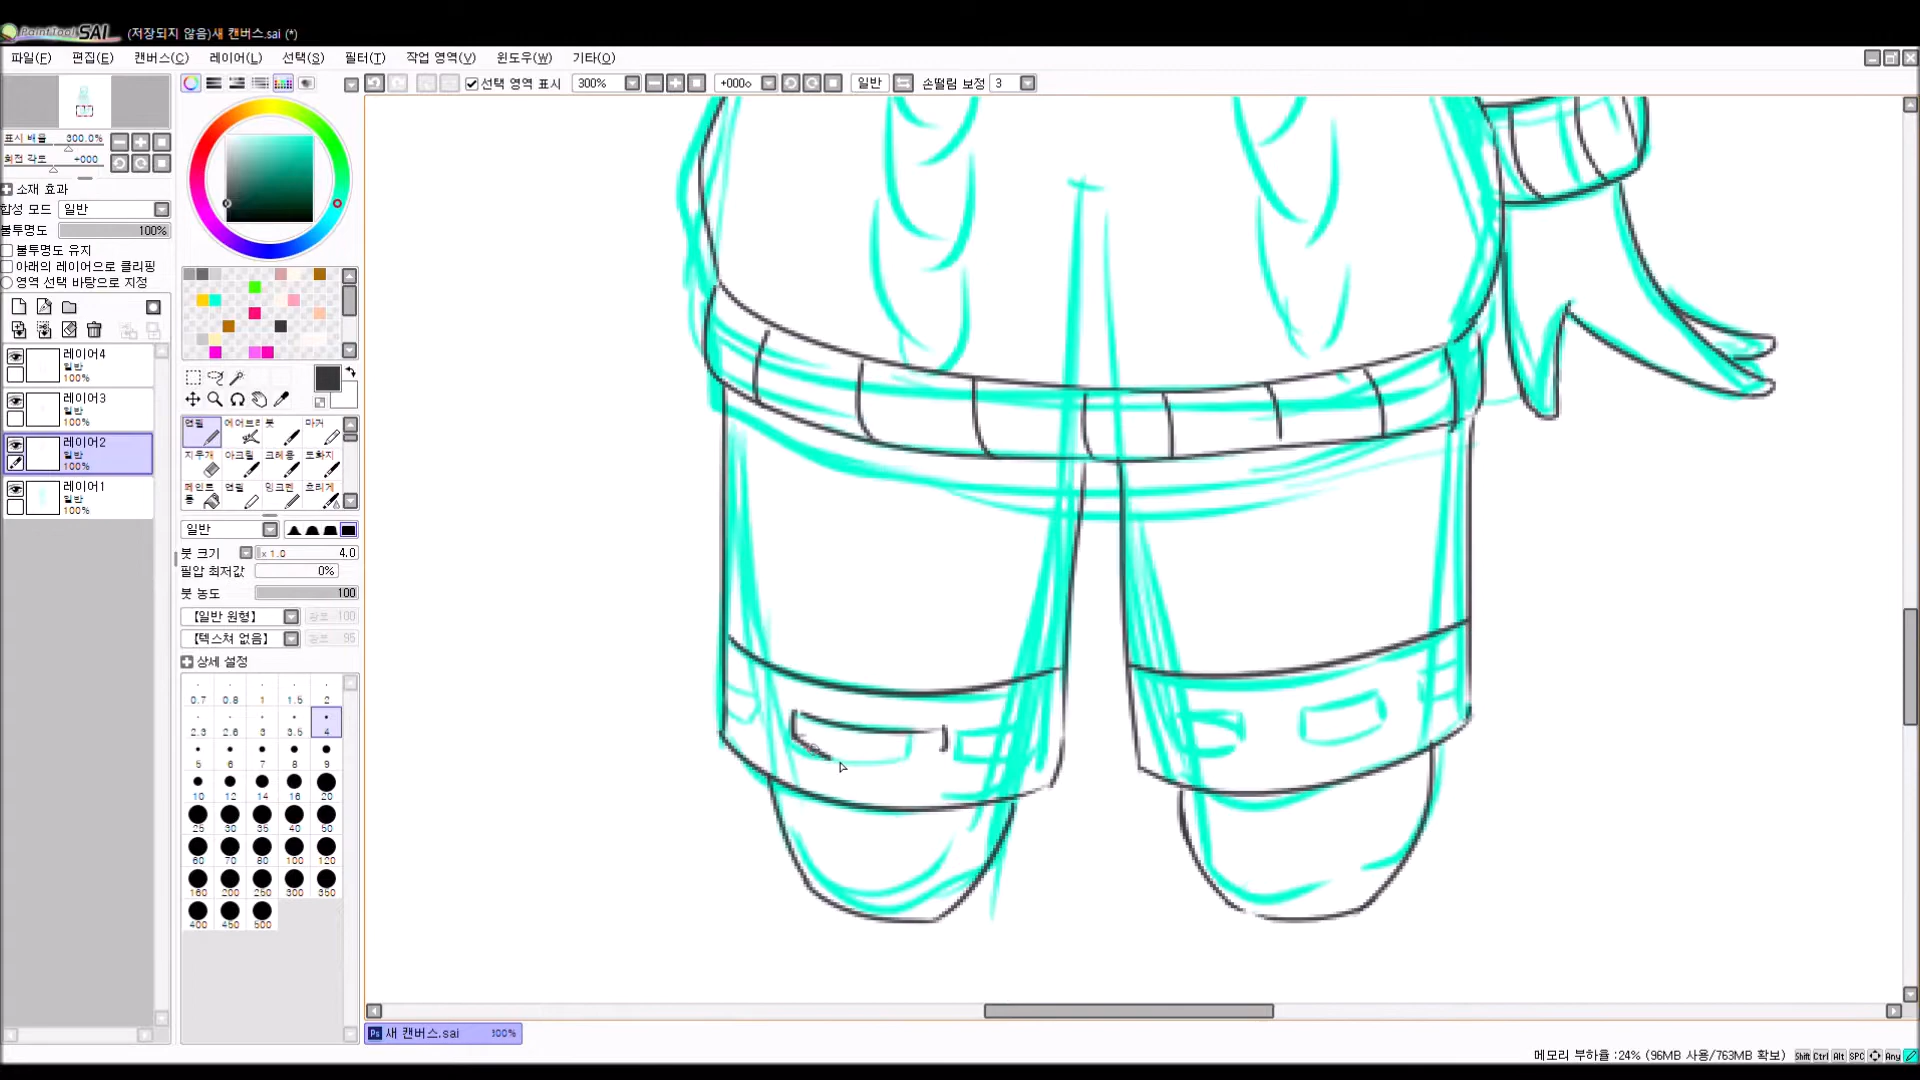 PaintTool SAI (저장되지 않음)새 캔버스.sai (*)
파일(F) 편집(E) 캔버스(C) 레이어(L) 선택(S) 필터(T) 작업 영역(V) 윈도우(W) 기타(O)
선택 영역 표시 300% +000 일반 손떨림 보정 3
표시 배율 300.0%
회전 각도 +000
소재 효과
합성 모드 일반
불투명도 100%
불투명도 유지
아래의 레이어으로 클리핑
영역 선택 바탕으로 지정
레이어4
일반
100%
레이어3
일반
100%
레이어2
일반
100%
레이어1
일반
100%
연필 에어브러 붓 마커
지우개 아크릴 크레용 도화지
페인트통 연필 잉크펜 흐리게
일반
붓 크기 x 1.0 4.0
필압 최저값 0%
붓 농도 100
【일반 원형】 100
【텍스쳐 없음】 95
상세 설정
0.7 0.8 1 1.5 2
2.3 2.6 3 3.5 4
5 6 7 8 9
10 12 14 16 20
25 30 35 40 50
60 70 80 100 120
160 200 250 300 350
400 450 500
새 캔버스.sai 300%
메모리 부하율 :24% (96MB 사용/763MB 확보) Shift Ctrl Alt SPC Any